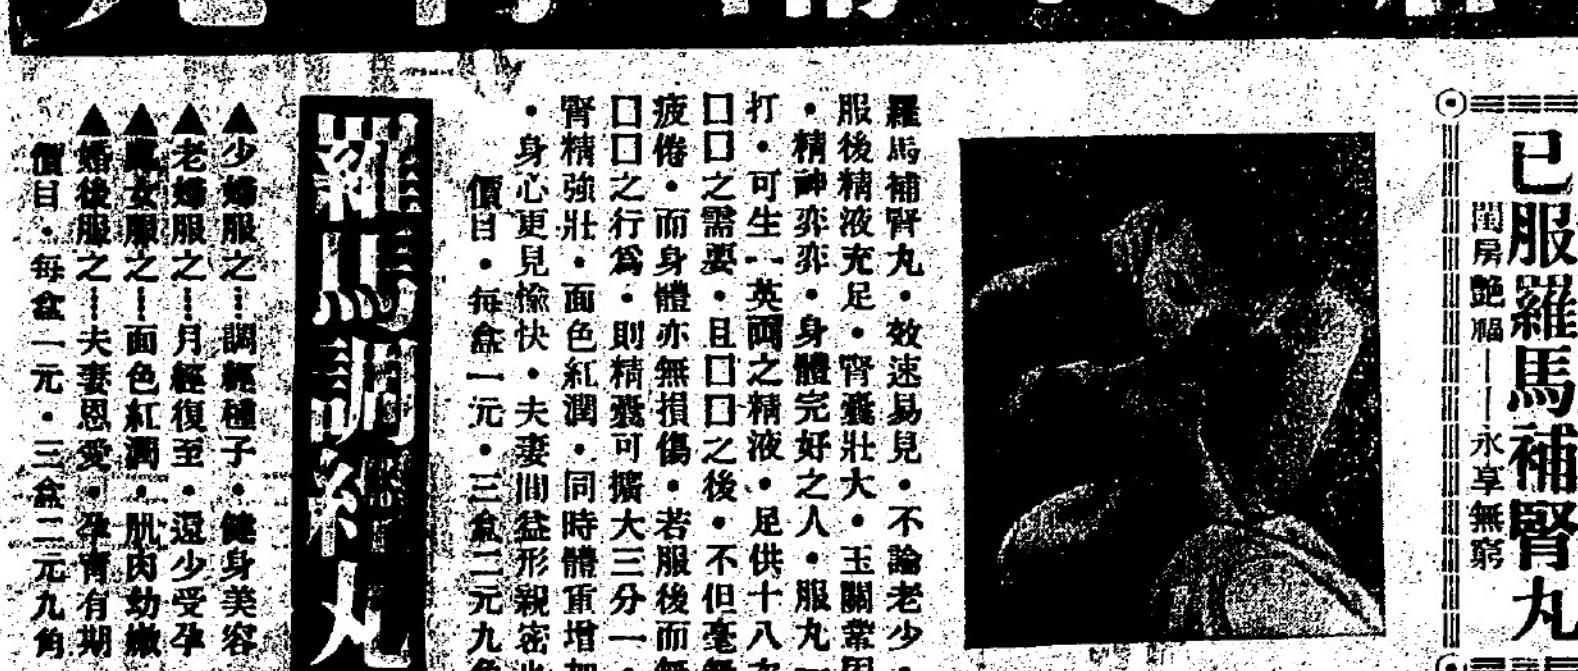 已服羅馬補腎丸
閨房艶福——永享無窮
羅馬補腎丸·效速易見·不論老少·
服後精液充足·腎囊壯大·玉關鞏固
·精神弈弈·身體完好之人·服丸
打·可生一英兩之精液·足供十八次
囗囗之需要·且囗囗之後·不但毫無
疲倦·而身體亦無損傷·若服後而無
囗囗之行爲·則精囊可擴大三分一·
腎精強壯·面色紅潤·同時體重增加
·身心更見愉快·夫妻間益形親密
價目·每盒一元·三盒二元九角
羅馬調經丸
▲少婦服之┅調經種子·健身美容
▲老婦服之┅月經復至·還少受孕
▲處女服之┅面色紅潤·肌肉幼嫩
▲婚後服之┅夫妻恩愛·孕育有期
價目·每盒一元·三盒二元九角